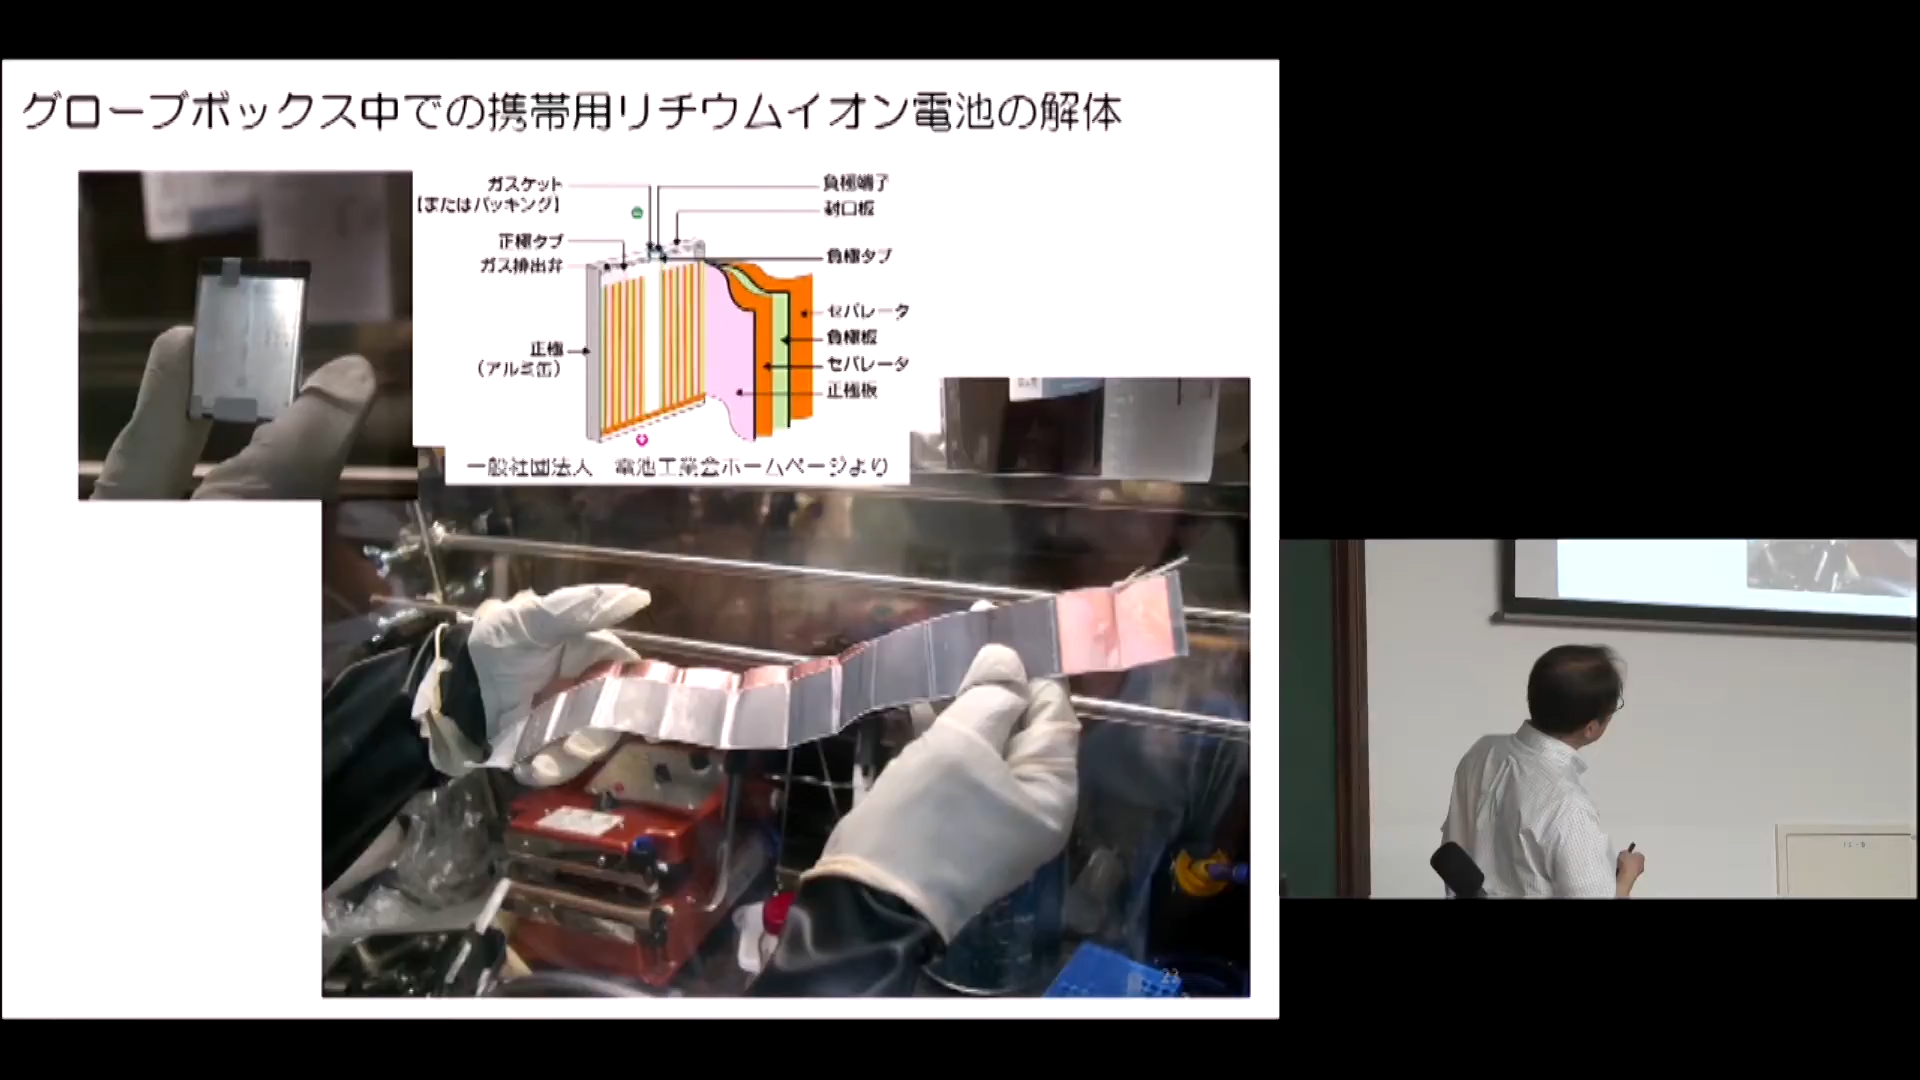 グローブボックス中での携帯用リチウムイオン電池の解体
ガスケット
【またはパッキング】
正極タブ
ガス排出弁
正極
（アルミ缶）
負極端子
封口板
負極タブ
セパレータ
負極板
セパレータ
正極板
一般社団法人　電池工業会ホームページより
22